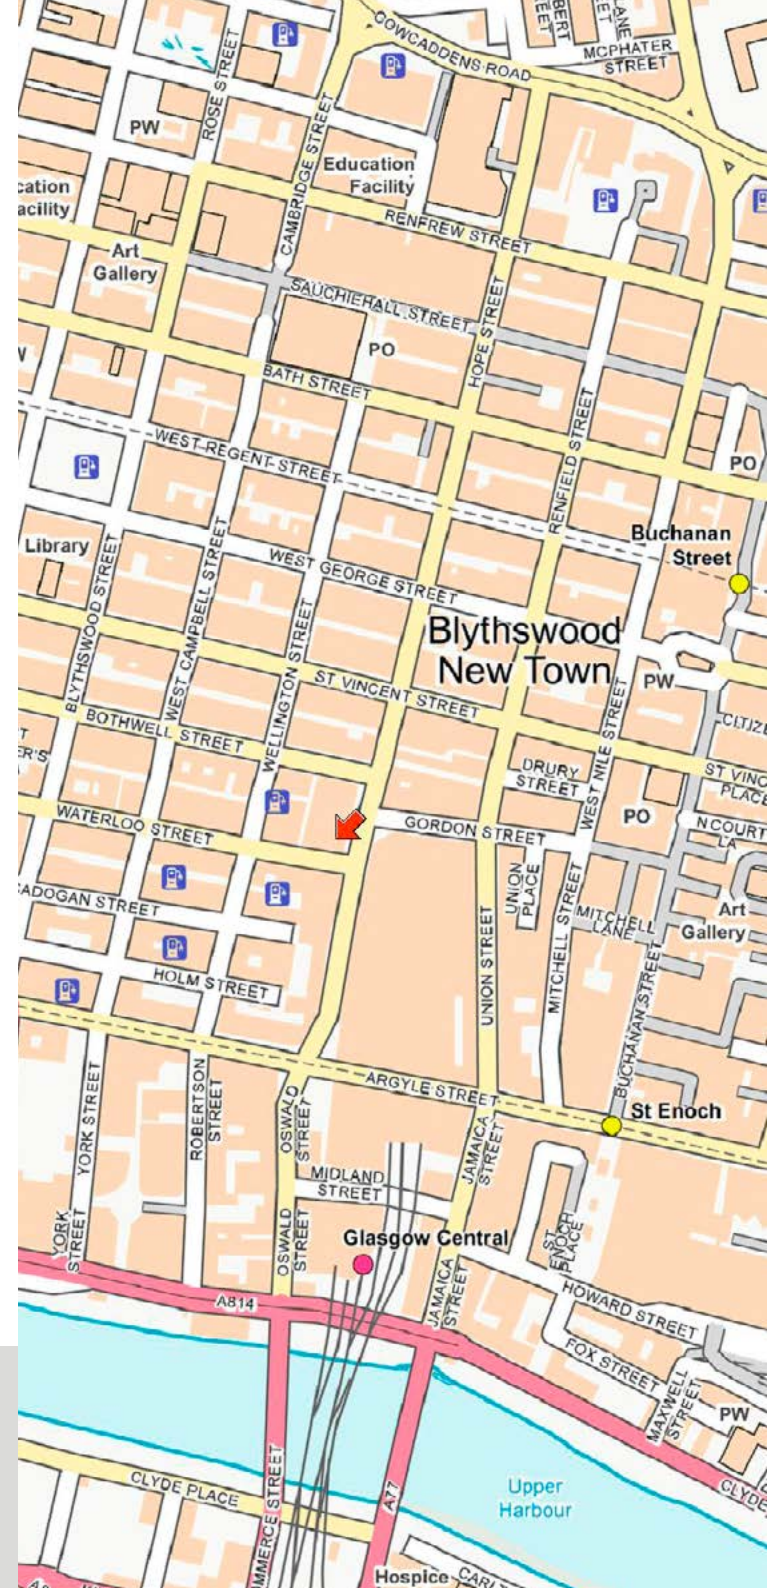 COWCADDENS ROAD
MCPHATER
STREET
ROSE STREET
PW
CAMBRIDGE STREET
Education
Facility
RENFREW STREET
Art
Gallery
SAUCHIEHALL STREET
HOPE STREET
PO
BATH STREET
WEST REGENT STREET
RENFIELD STREET
PO
Buchanan
Street
Library
WEST GEORGE STREET
BLYTHSWOOD STREET
WEST CAMPBELL STREET
WELLINGTON STREET
Blythswood
New Town
PW
ST VINCENT STREET
BOTHWELL STREET
WEST NILE STREET
DRURY
STREET
PLACE
WATERLOO STREET
GORDON STREET
PO
UNION
PLACE
MITCHELL STREET
MITCHELL
LANE
Art
Gallery
UNION STREET
HOLM STREET
BUCHANAN STREET
ARGYLE STREET
St Enoch
YORK STREET
ROBERTSON
STREET
OSWALD
STREET
JAMAICA
STREET
MIDLAND
STREET
YORK
STREET
OSWALD
STREET
Glasgow Central
ST
ENOCH
PLACE
JAMAICA
STREET
A814
HOWARD STREET
FOX STREET
MAXWELL
STREET
PW
CLYDE PLACE
A77
Upper
Harbour
Hospice